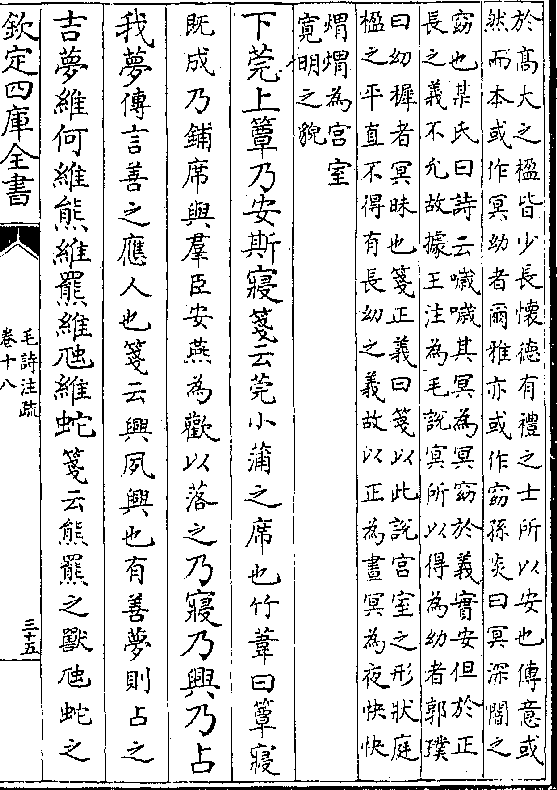 於髙大之楹皆少長懷德有禮之士所以安也傳意或
然而本或作冥幼者爾雅亦或作窈孫炎曰冥深闇之
窈也某氏曰詩云噦噦其冥為冥窈於義實安但於正
長之義不允故據王注為毛説冥所以得為幼者郭璞
曰幼稺者冥昧也箋正義曰箋以此説宫室之形狀庭
楹之平直不得有長幼之義故以正為晝冥為夜快快
煟煟為宫室
寛明之貌
下莞上簟乃安斯寢箋云莞小蒲之席也竹葦曰簟寢
既成乃鋪席與羣臣安燕為歡以落之乃寢乃興乃占
我夢傳言善之應人也箋云興夙興也有善夢則占之
吉夢維何維熊維羆維虺維蛇箋云熊羆之獸虺蛇之
欽定四庫全書
毛詩注疏
卷十八
三十五